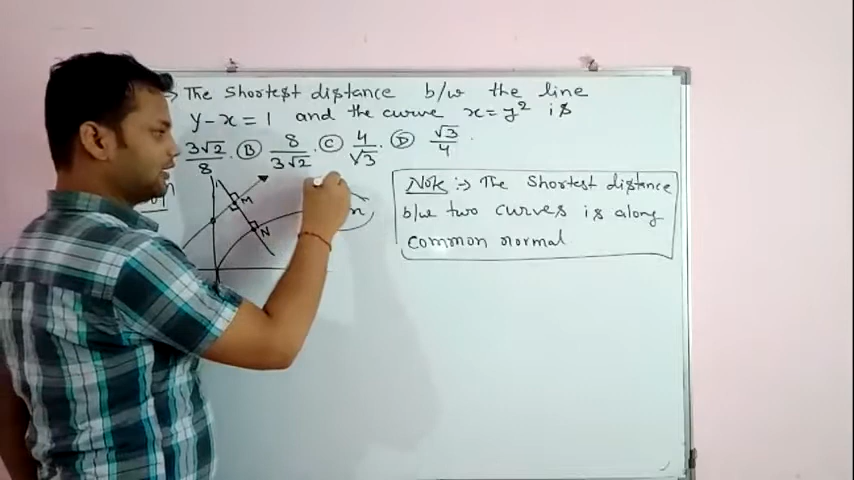 → The Shortest distance b/w the line
y-x=1 and the curve x=y² is
3√2/8. Ⓑ 8/3√2. Ⓒ 4/√3. Ⓓ √3/4.
Note :→ The Shortest distance
b/w two curves is along
common normal
M
N